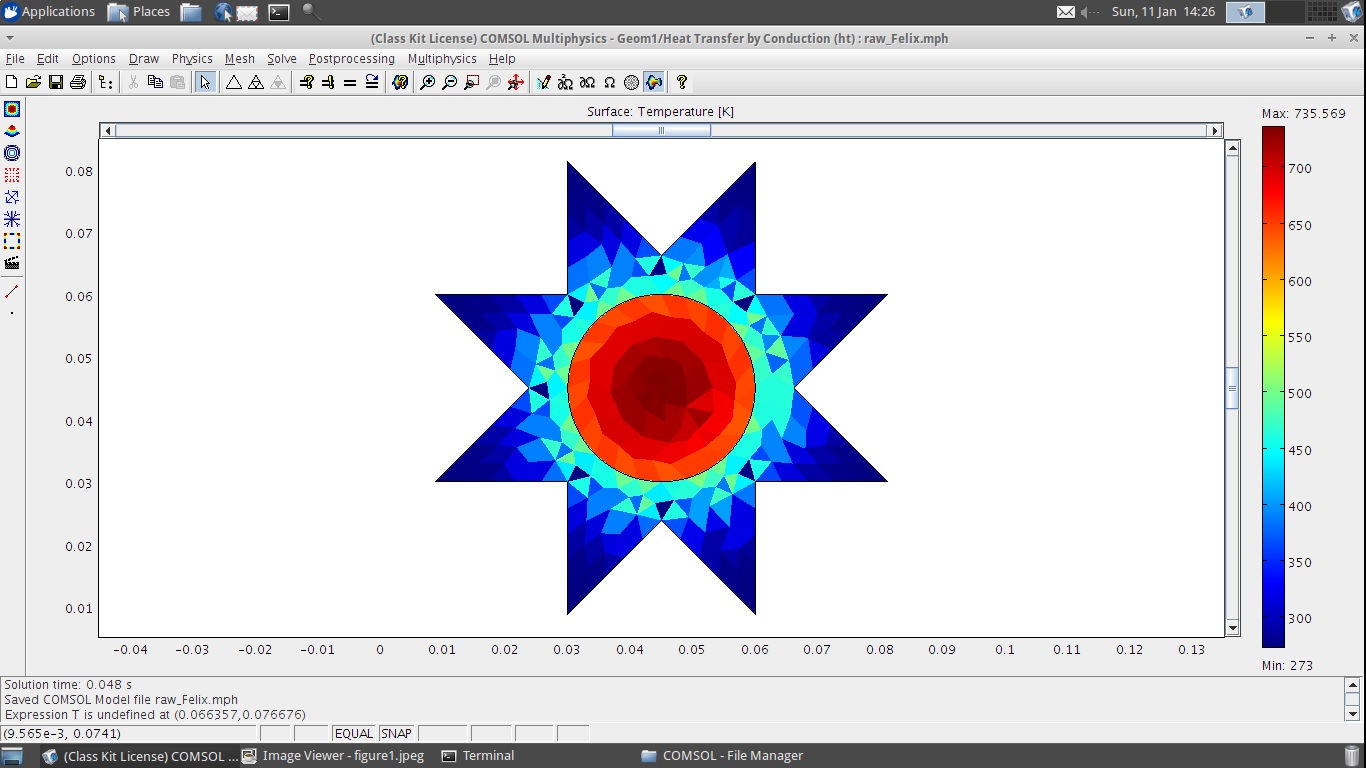 Applications Places Sun, 11 Jan 14:26
(Class Kit License) COMSOL Multiphysics - Geom1/Heat Transfer by Conduction (ht) : raw_Felix.mph
File Edit Options Draw Physics Mesh Solve Postprocessing Multiphysics Help
Surface: Temperature [K]
Max: 735.569
0.08
0.07
0.06
0.05
0.04
0.03
0.02
0.01
700
650
600
550
500
450
400
350
300
−0.04 −0.03 −0.02 −0.01 0 0.01 0.02 0.03 0.04 0.05 0.06 0.07 0.08 0.09 0.1 0.11 0.12 0.13
Min: 273
Solution time: 0.048 s
Saved COMSOL Model file raw_Felix.mph
Expression T is undefined at (0.066357,0.076676)
(9.565e-3, 0.0741) EQUAL SNAP
(Class Kit License) COMSOL ... Image Viewer - figure1.jpeg Terminal COMSOL - File Manager